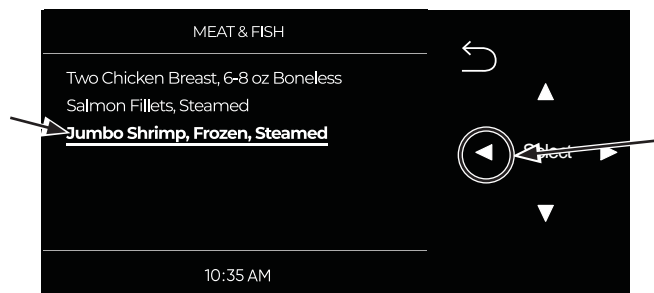 MEAT & FISH
Two Chicken Breast, 6-8 oz Boneless
Salmon Fillets, Steamed
Jumbo Shrimp, Frozen, Steamed
Select
10:35 AM